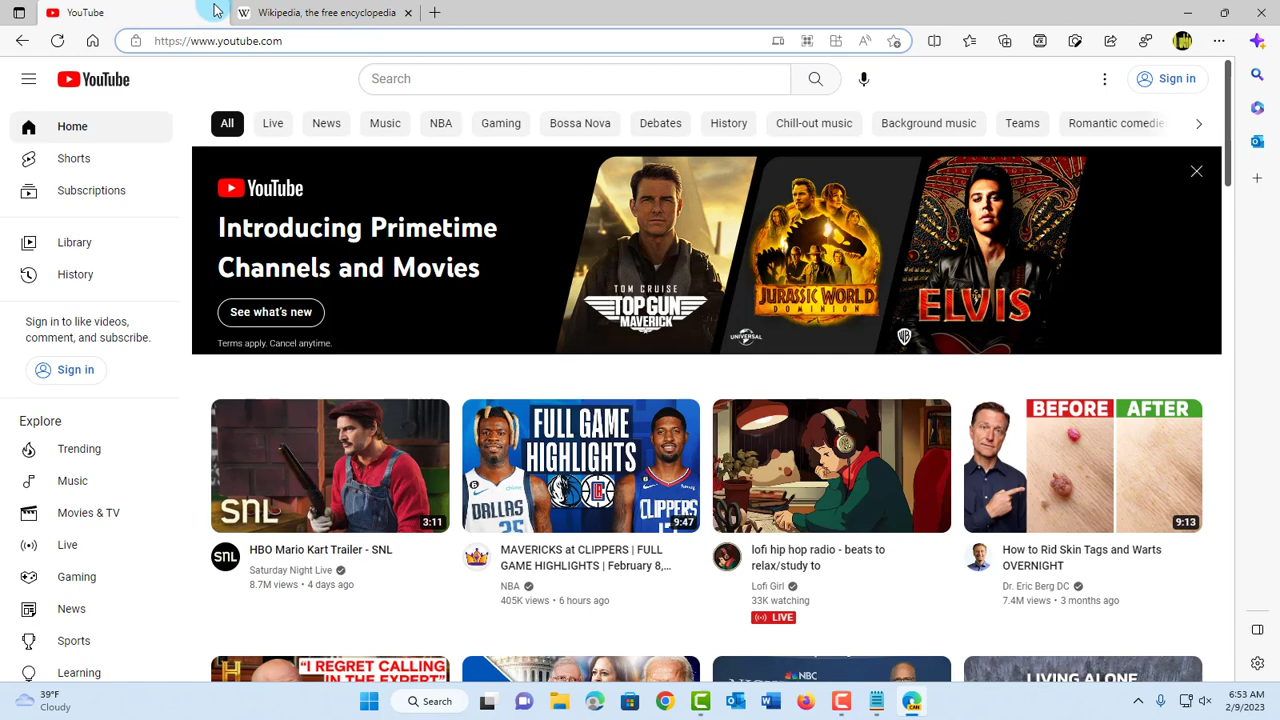 YouTube
Wikipedia, the free encyclopedia
https://www.youtube.com
YouTube
Search
Sign in
Home
Shorts
Subscriptions
Library
History
Sign in to like videos,
comment, and subscribe.
Sign in
Explore
Trending
Music
Movies & TV
Live
Gaming
News
Sports
Learning
All
Live
News
Music
NBA
Gaming
Bossa Nova
Debates
History
Chill-out music
Background music
Teams
Romantic comedies
YouTube
Introducing Primetime
Channels and Movies
See what's new
Terms apply. Cancel anytime.
TOM CRUISE
TOP GUN
MAVERICK
UNIVERSAL
JURASSIC WORLD
DOMINION
ELVIS
SNL
3:11
SNL
HBO Mario Kart Trailer - SNL
Saturday Night Live
8.7M views • 4 days ago
FULL GAME
HIGHLIGHTS
DALLAS
25
CLIPPERS
9:47
MAVERICKS at CLIPPERS | FULL
GAME HIGHLIGHTS | February 8,...
NBA
405K views • 6 hours ago
lofi hip hop radio - beats to
relax/study to
Lofi Girl
33K watching
LIVE
BEFORE
AFTER
9:13
How to Rid Skin Tags and Warts
OVERNIGHT
Dr. Eric Berg DC
7.4M views • 3 months ago
"I REGRET CALLING
IN THE EXPERT"
NBC
LIVING ALONE
39°F
Cloudy
Search
CAN
6:53 AM
2/9/2023